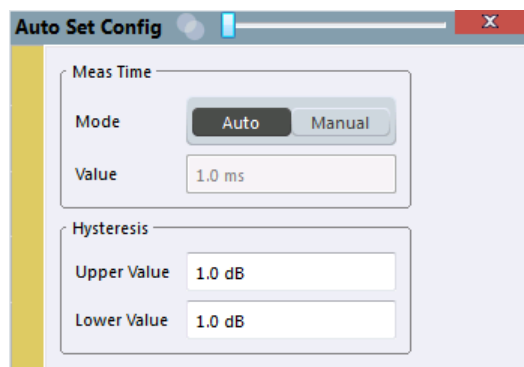 Auto Set Config
X
Meas Time
Mode Auto Manual
Value 1.0 ms
Hysteresis
Upper Value 1.0 dB
Lower Value 1.0 dB